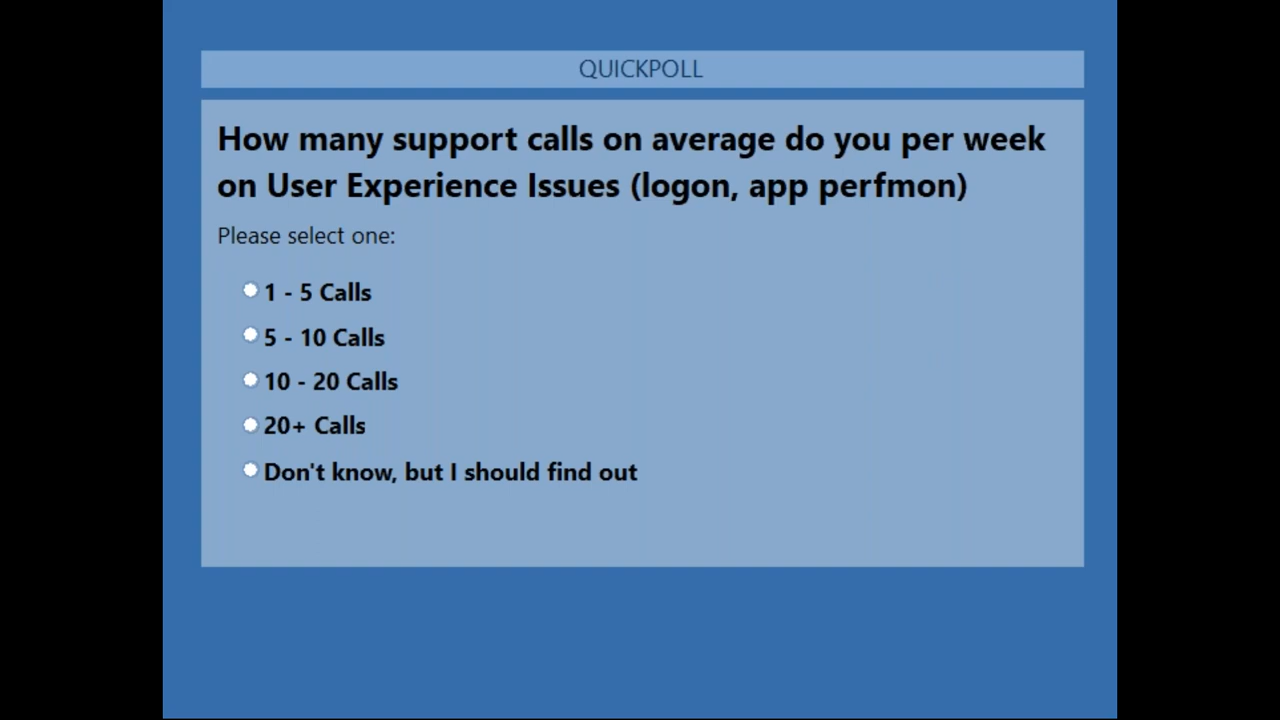 QUICKPOLL
How many support calls on average do you per week
on User Experience Issues (logon, app perfmon)
Please select one:
1 - 5 Calls
5 - 10 Calls
10 - 20 Calls
20+ Calls
Don't know, but I should find out